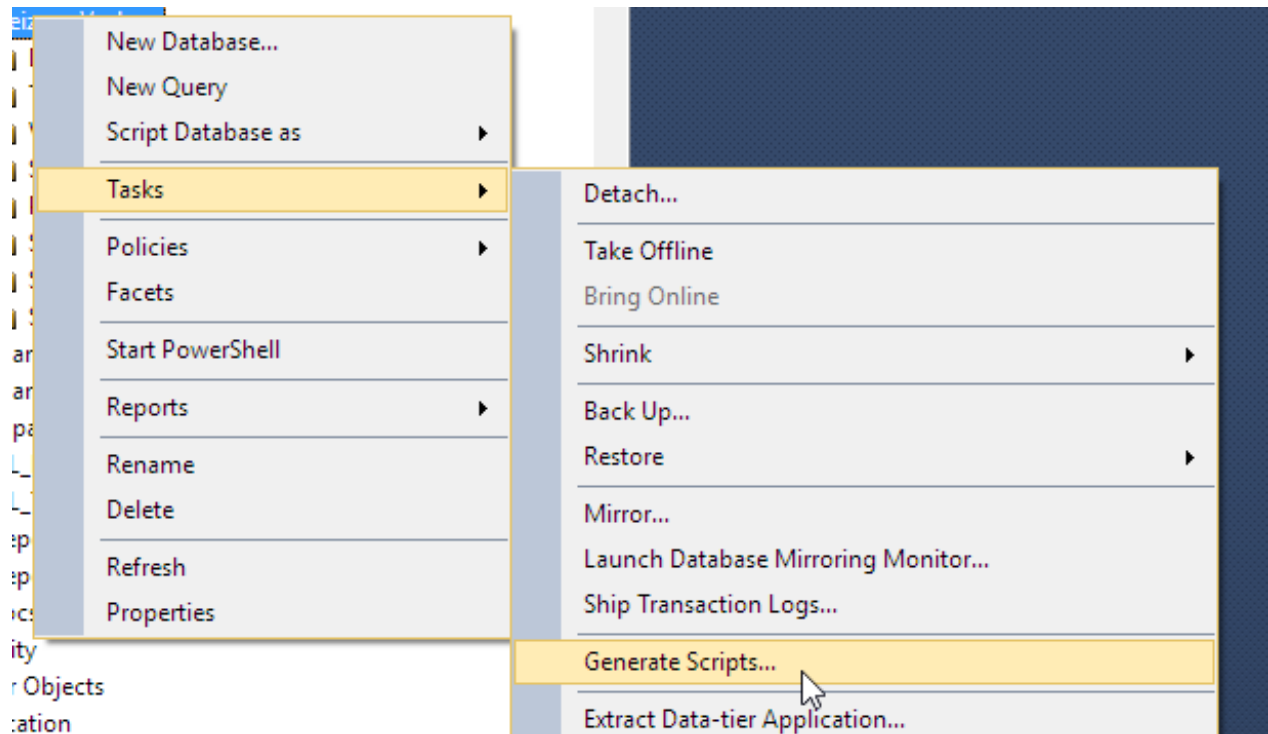 New Database...
New Query
Script Database as
Tasks
Policies
Facets
Start PowerShell
Reports
Rename
Delete
Refresh
Properties
Detach...
Take Offline
Bring Online
Shrink
Back Up...
Restore
Mirror...
Launch Database Mirroring Monitor...
Ship Transaction Logs...
Generate Scripts...
Extract Data-tier Application...
ity
r Objects
cation